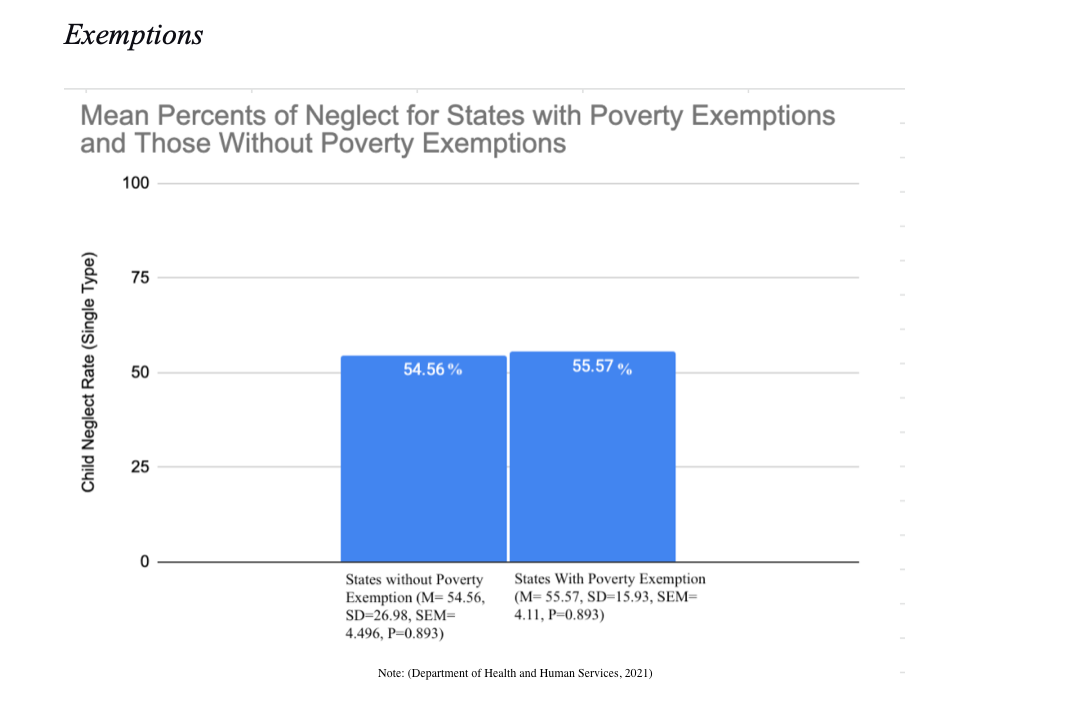 Exemptions
Mean Percents of Neglect for States with Poverty Exemptions
and Those Without Poverty Exemptions
100
75
50
25
0
Child Neglect Rate (Single Type)
54.56 %
55.57 %
States without Poverty
Exemption (M= 54.56,
SD=26.98, SEM=
4.496, P=0.893)
States With Poverty Exemption
(M= 55.57, SD=15.93, SEM=
4.11, P=0.893)
Note: (Department of Health and Human Services, 2021)